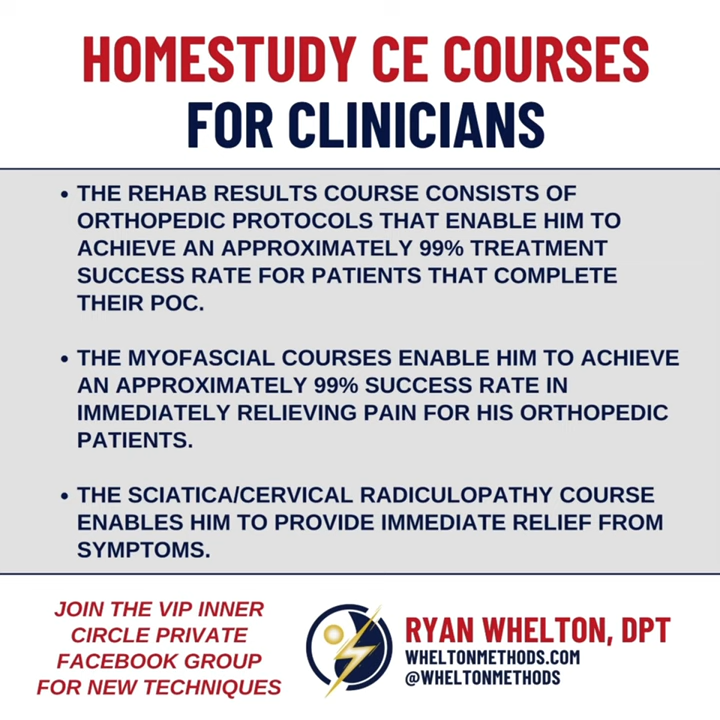 HOMESTUDY CE COURSES
FOR CLINICIANS
• THE REHAB RESULTS COURSE CONSISTS OF
ORTHOPEDIC PROTOCOLS THAT ENABLE HIM TO
ACHIEVE AN APPROXIMATELY 99% TREATMENT
SUCCESS RATE FOR PATIENTS THAT COMPLETE
THEIR POC.
• THE MYOFASCIAL COURSES ENABLE HIM TO ACHIEVE
AN APPROXIMATELY 99% SUCCESS RATE IN
IMMEDIATELY RELIEVING PAIN FOR HIS ORTHOPEDIC
PATIENTS.
• THE SCIATICA/CERVICAL RADICULOPATHY COURSE
ENABLES HIM TO PROVIDE IMMEDIATE RELIEF FROM
SYMPTOMS.
JOIN THE VIP INNER
CIRCLE PRIVATE
FACEBOOK GROUP
FOR NEW TECHNIQUES
RYAN WHELTON, DPT
WHELTONMETHODS.COM
@WHELTONMETHODS